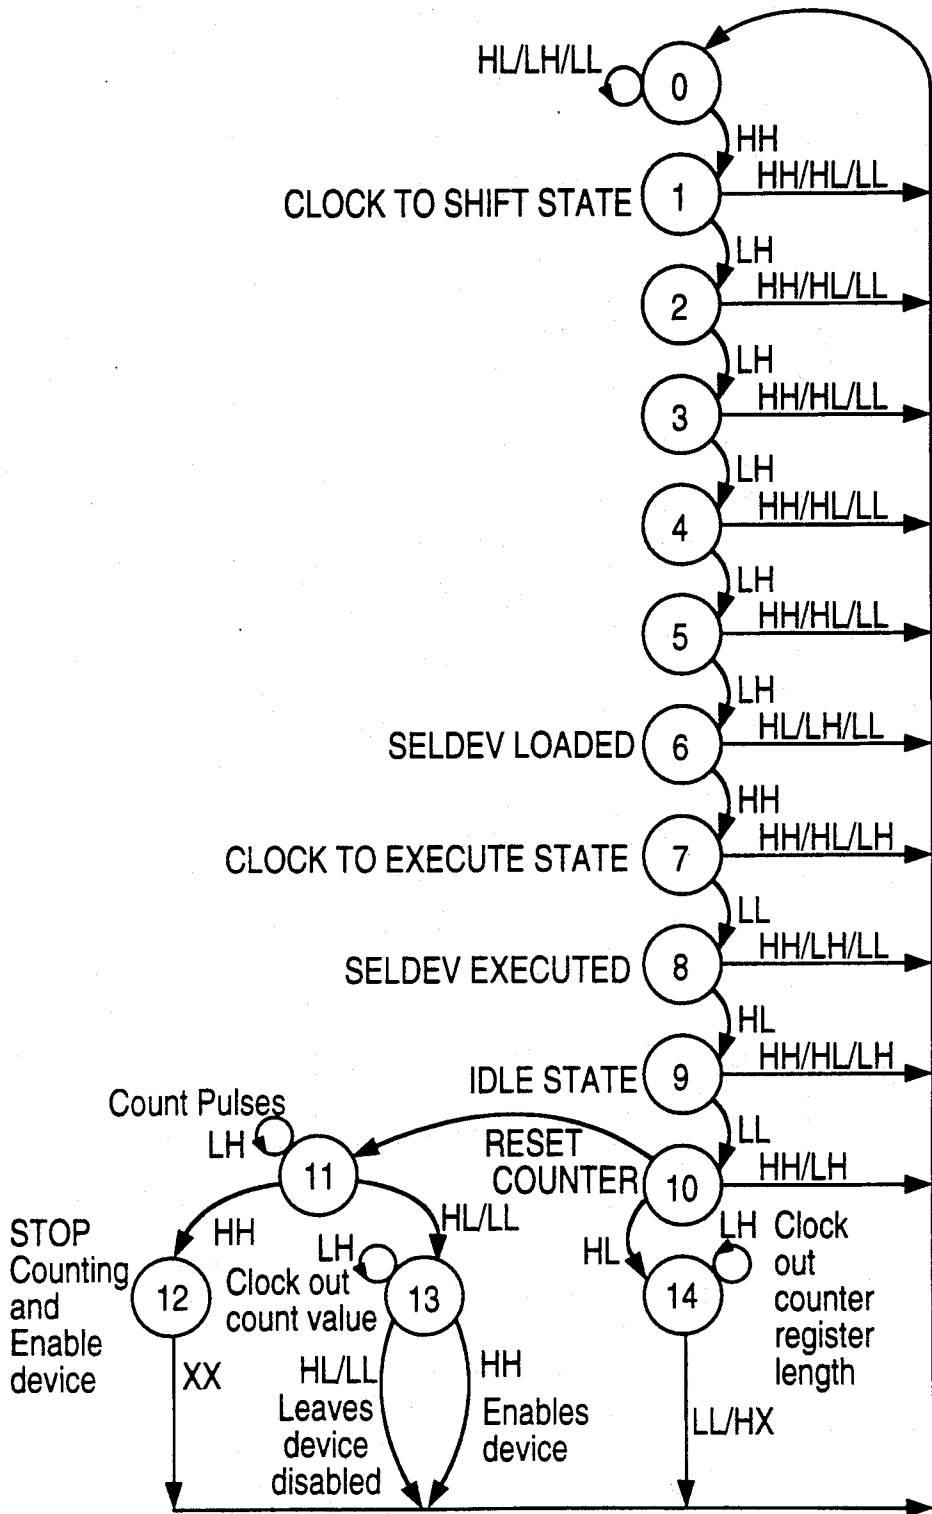 HL/LH/LL
0
HH
HH/HL/LL
CLOCK TO SHIFT STATE
1
LH
HH/HL/LL
2
LH
HH/HL/LL
3
LH
HH/HL/LL
4
LH
HH/HL/LL
5
LH
HL/LH/LL
SELDEV LOADED
6
HH
HH/HL/LH
CLOCK TO EXECUTE STATE
7
LL
HH/LH/LL
SELDEV EXECUTED
8
HL
HH/HL/LH
IDLE STATE
9
LL
HH/LH
RESET
COUNTER
10
Count Pulses
LH
11
HH
HL/LL
STOP
Counting
and
Enable
device
12
XX
LH
Clock out
count value
13
HL/LL
Leaves
device
disabled
HH
Enables
device
HL
LH
14
Clock
out
counter
register
length
LL/HX